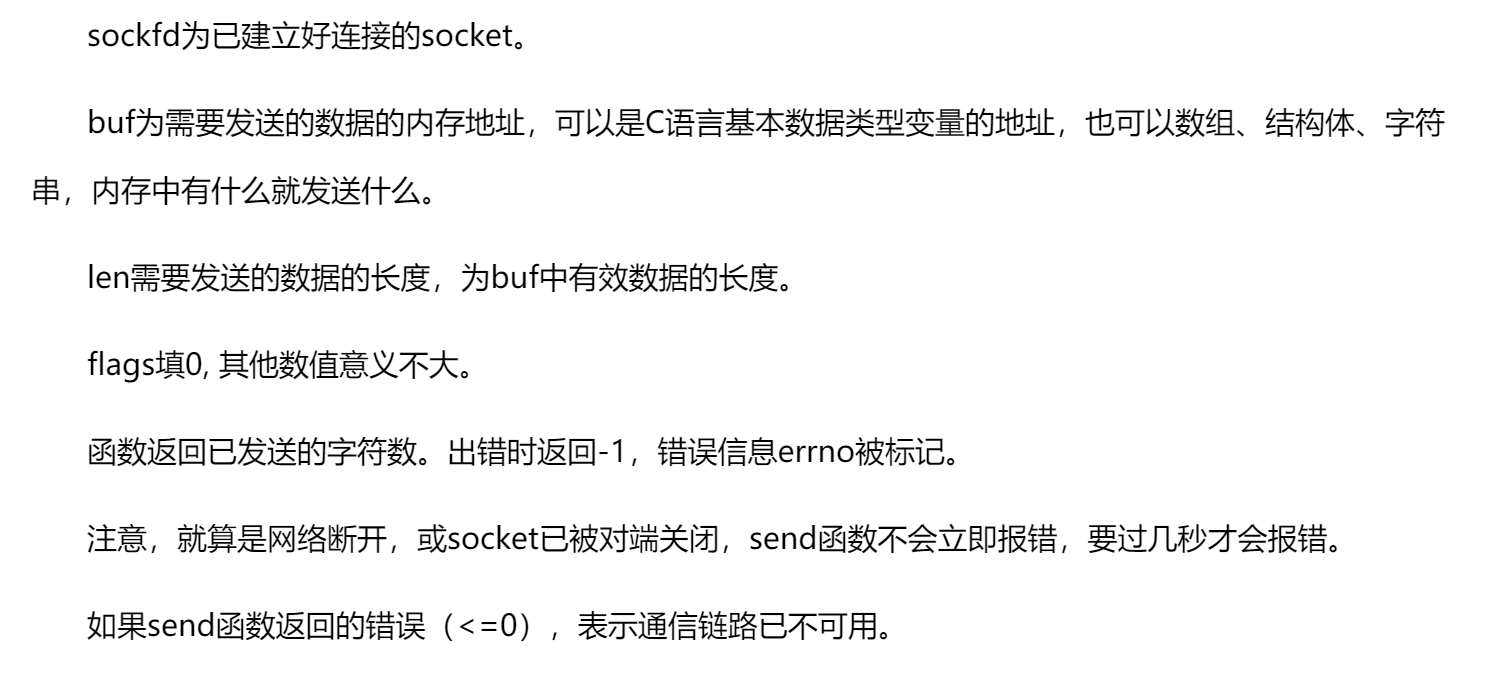 sockfd为已建立好连接的socket。
buf为需要发送的数据的内存地址，可以是C语言基本数据类型变量的地址，也可以数组、结构体、字符
串，内存中有什么就发送什么。
len需要发送的数据的长度，为buf中有效数据的长度。
flags填0, 其他数值意义不大。
函数返回已发送的字符数。出错时返回-1，错误信息errno被标记。
注意，就算是网络断开，或socket已被对端关闭，send函数不会立即报错，要过几秒才会报错。
如果send函数返回的错误（<=0），表示通信链路已不可用。